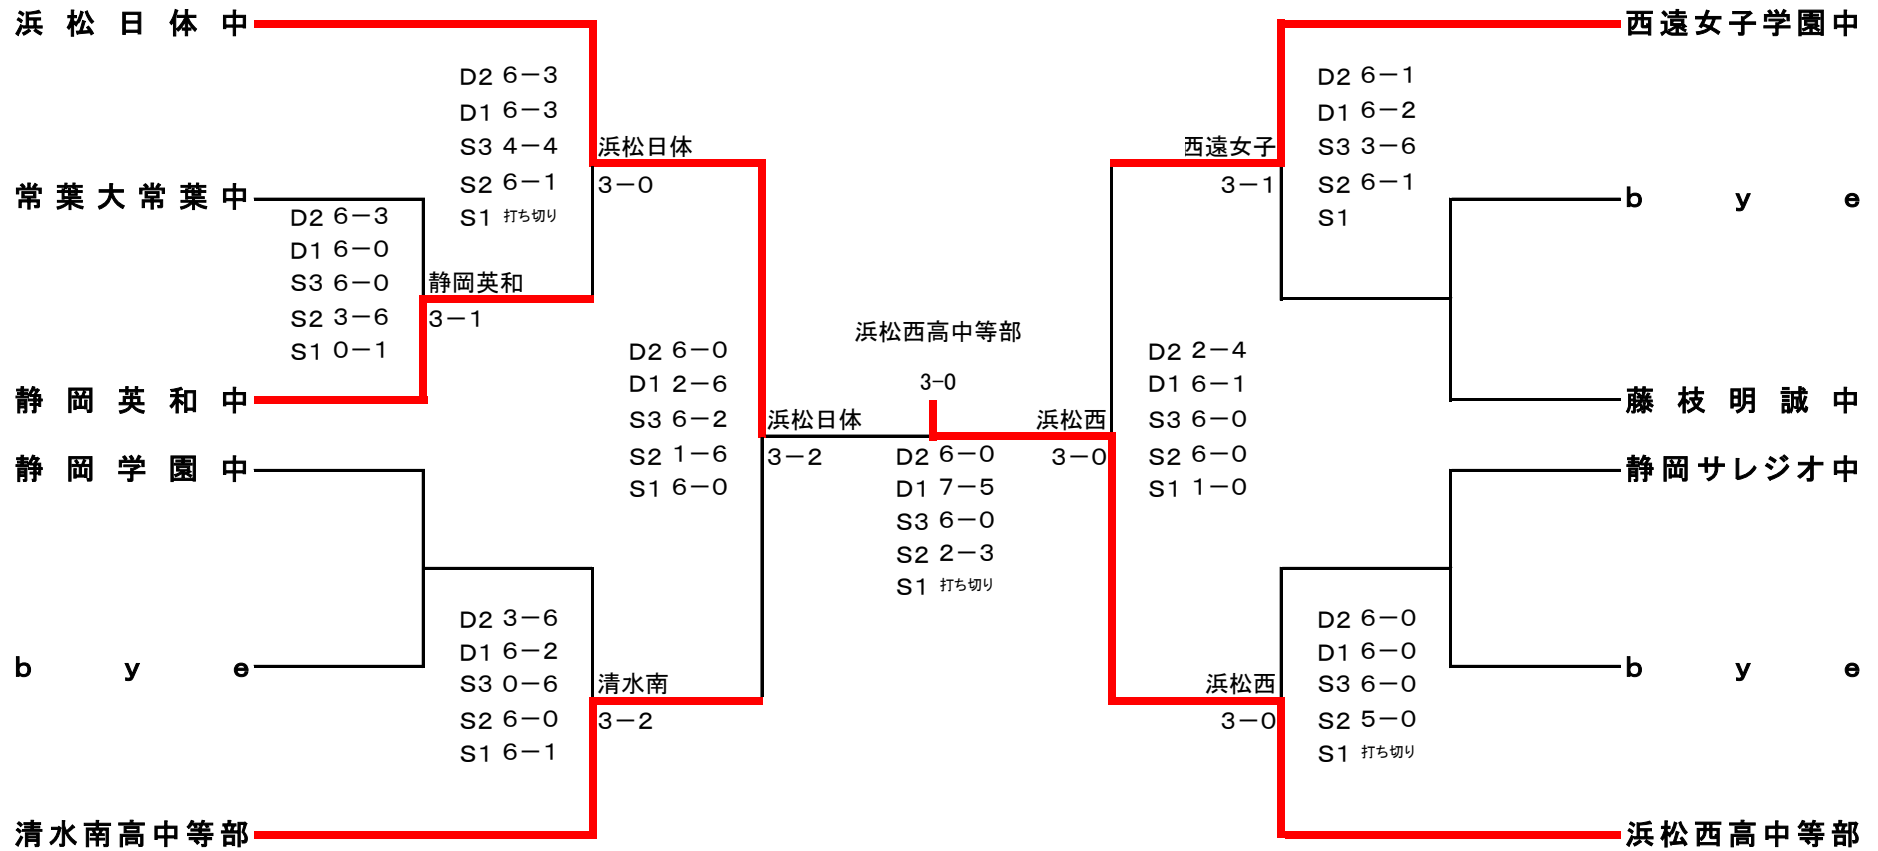 浜松日体中
D2 6－3
D1 6－3
S3 4－4
S2 6－1
S1 打ち切り
浜松日体
3－0
常葉大常葉中
D2 6－3
D1 6－0
S3 6－0
S2 3－6
S1 0－1
静岡英和
3－1
静岡英和中
D2 6－0
D1 2－6
S3 6－2
S2 1－6
S1 6－0
浜松日体
3－2
静岡学園中
bye
D2 3－6
D1 6－2
S3 0－6
S2 6－0
S1 6－1
清水南
3－2
清水南高中等部
浜松西高中等部
3-0
D2 6－0
D1 7－5
S3 6－0
S2 2－3
S1 打ち切り
西遠女子学園中
D2 6－1
D1 6－2
S3 3－6
S2 6－1
S1
西遠女子
3－1
bye
藤枝明誠中
D2 2－4
D1 6－1
S3 6－0
S2 6－0
S1 1－0
浜松西
3－0
静岡サレジオ中
bye
D2 6－0
D1 6－0
S3 6－0
S2 5－0
S1 打ち切り
浜松西
3－0
浜松西高中等部